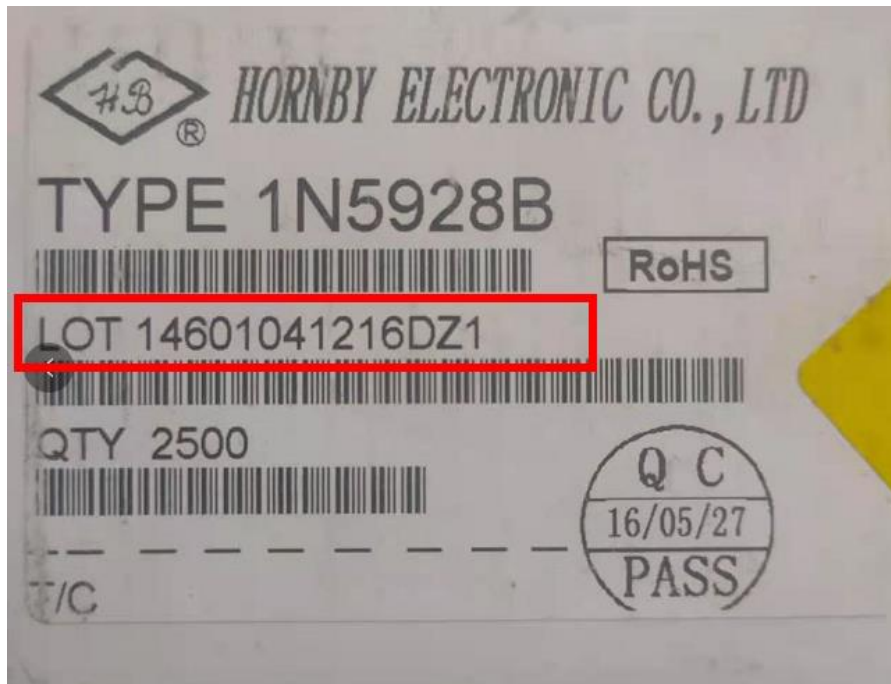 HB
®
HORNBY ELECTRONIC CO., LTD
TYPE 1N5928B
RoHS
LOT 14601041216DZ1
QTY 2500
Q C
16/05/27
PASS
T/C